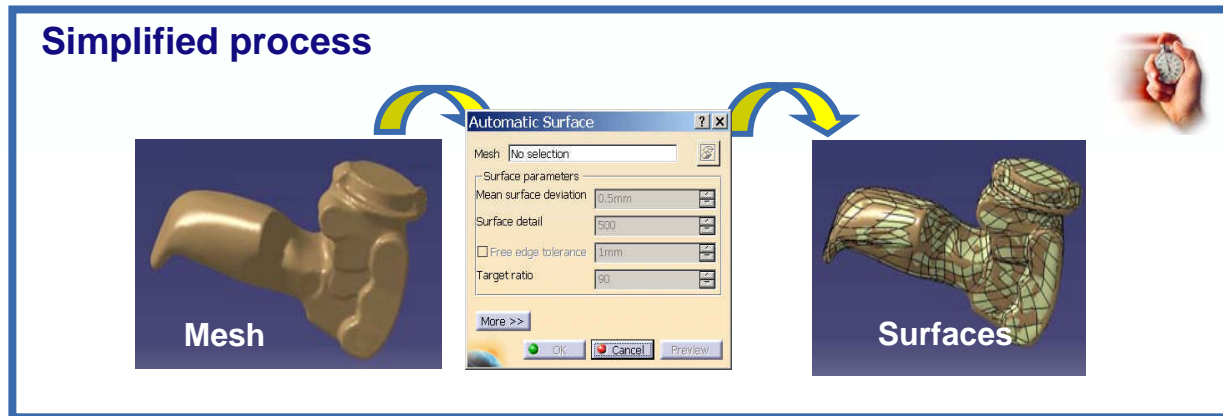 Simplified process
Automatic Surface ? X
Mesh No selection
Surface parameters
Mean surface deviation 0.5mm
Surface detail 500
Free edge tolerance 1mm
Target ratio 90
More >>
OK Cancel Preview
Mesh
Surfaces